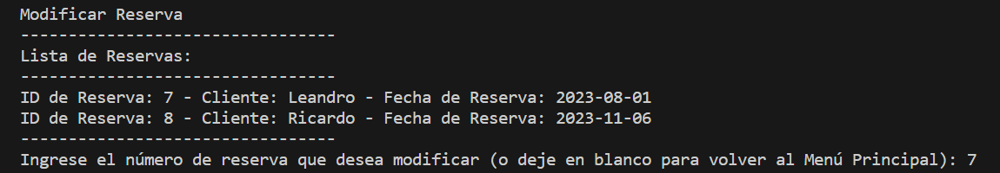 Modificar Reserva
---------------------------------
Lista de Reservas:
---------------------------------
ID de Reserva: 7 - Cliente: Leandro - Fecha de Reserva: 2023-08-01
ID de Reserva: 8 - Cliente: Ricardo - Fecha de Reserva: 2023-11-06
---------------------------------
Ingrese el número de reserva que desea modificar (o deje en blanco para volver al Menú Principal): 7